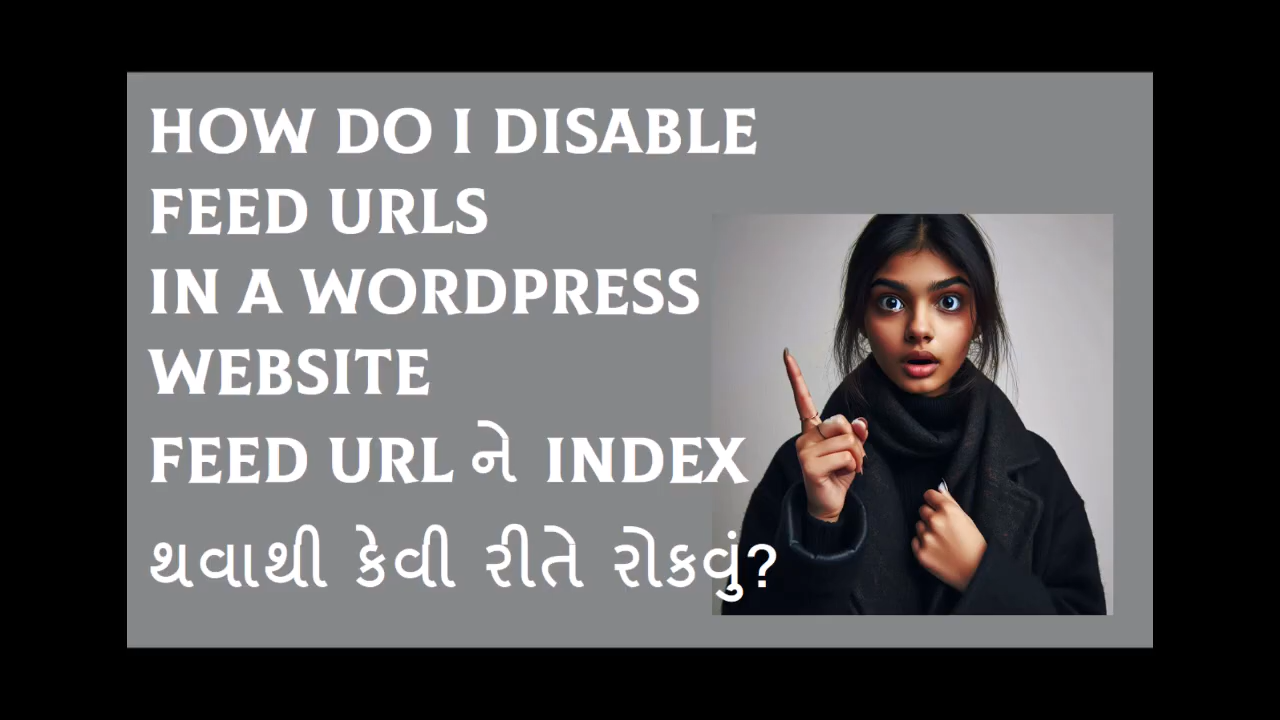 HOW DO I DISABLE
FEED URLS
IN A WORDPRESS
WEBSITE
FEED URL ને INDEX
થવાથી કેવી રીતે રોકવું?